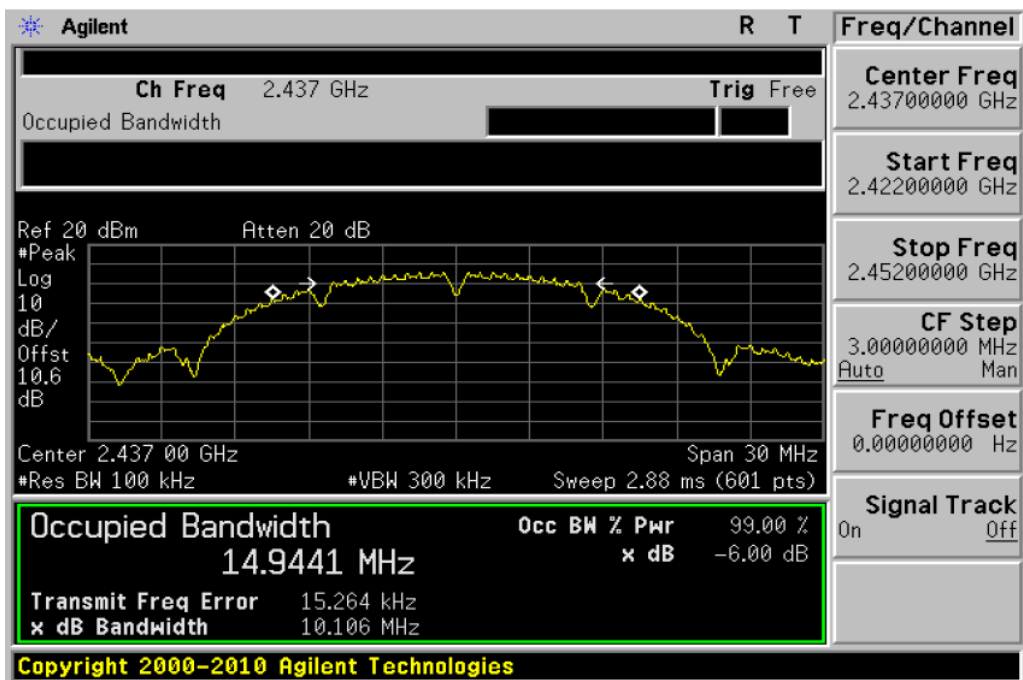 Agilent R T
Ch Freq 2.437 GHz Trig Free
Occupied Bandwidth
Ref 20 dBm Atten 20 dB
#Peak
Log
10
dB/
Offst
10.6
dB
Center 2.437 00 GHz Span 30 MHz
#Res BW 100 kHz #VBW 300 kHz Sweep 2.88 ms (601 pts)
Occupied Bandwidth Occ BW % Pwr 99.00 %
14.9441 MHz x dB -6.00 dB
Transmit Freq Error 15.264 kHz
x dB Bandwidth 10.106 MHz
Copyright 2000-2010 Agilent Technologies
Freq/Channel
Center Freq
2.43700000 GHz
Start Freq
2.42200000 GHz
Stop Freq
2.45200000 GHz
CF Step
3.00000000 MHz
Auto Man
Freq Offset
0.00000000 Hz
Signal Track
On Off